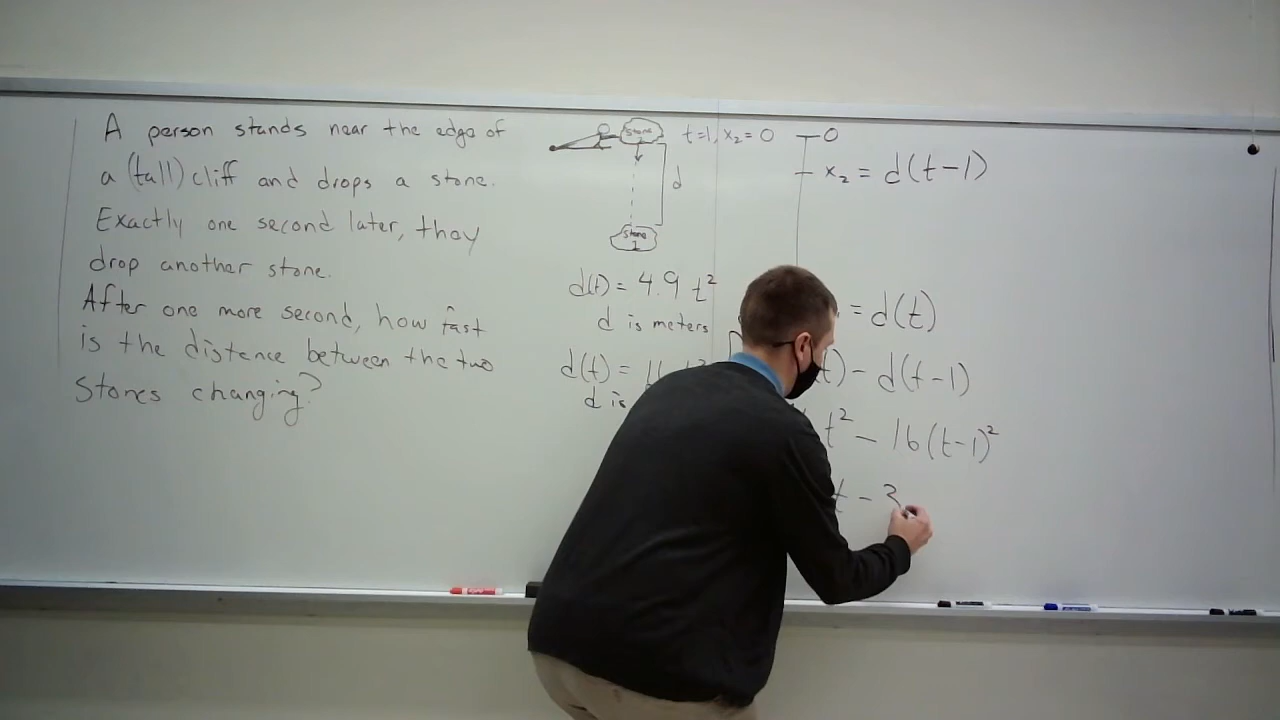 A person stands near the edge of
a (tall) cliff and drops a stone.
Exactly one second later, they
drop another stone.
After one more second, how fast
is the distance between the two
stones changing?
Stone
t=1, x₂=0
0
x₂ = d(t-1)
d
Stone
1
d(t) = 4.9 t²
d is meters
= d(t)
d(t) =
t) - d(t-1)
d is
t² - 16(t-1)²
t -